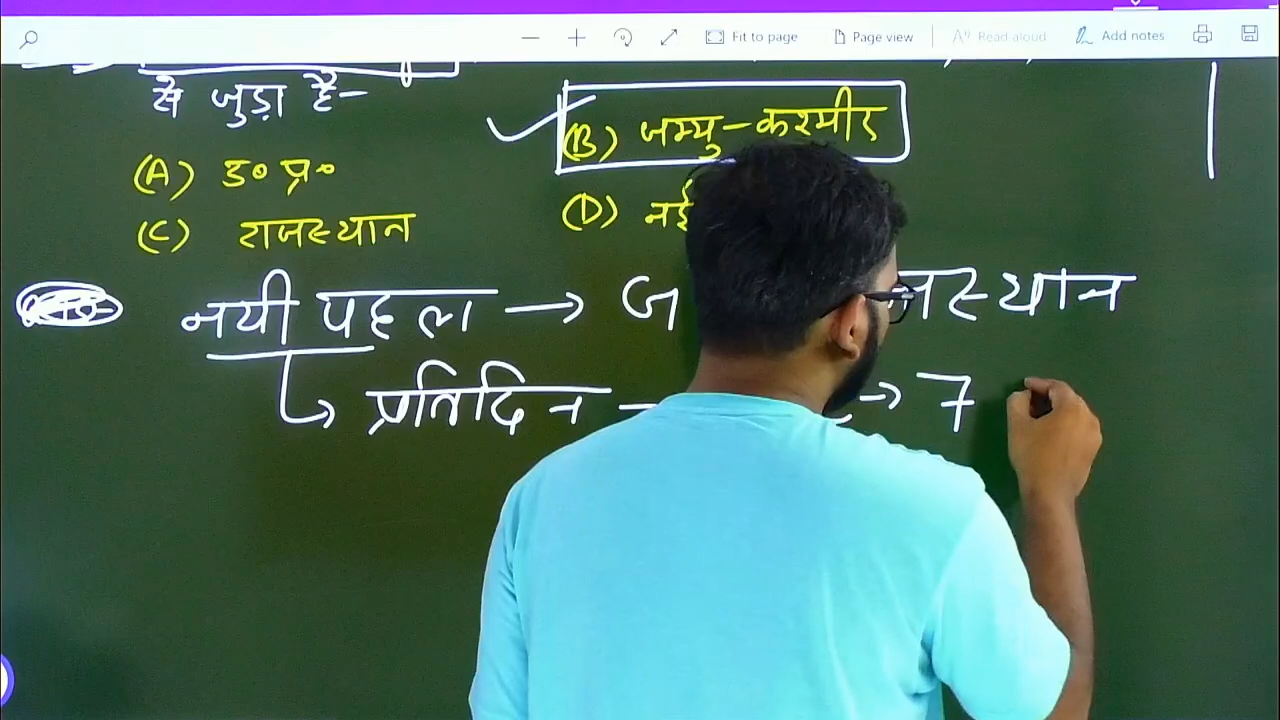 Fit to page Page view Read aloud Add notes
से जुड़ा है-
(B) जम्मु-कश्मीर
(A) उ० प्र०
(C) राजस्थान (D) नई
नयी पहल → ज जस्थान
↳ प्रतिदिन - → 7